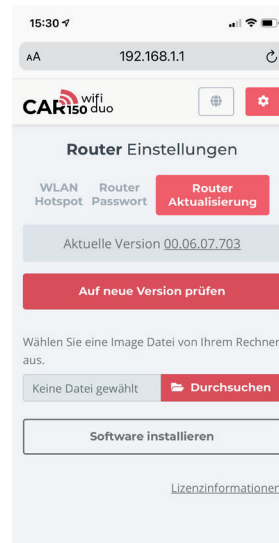 15:30
AA 192.168.1.1
CAR150 wifi duo
Router Einstellungen
WLAN Hotspot
Router Passwort
Router Aktualisierung
Aktuelle Version 00.06.07.703
Auf neue Version prüfen
Wählen Sie eine Image Datei von Ihrem Rechner
aus.
Keine Datei gewählt Durchsuchen
Software installieren
Lizenzinformationen